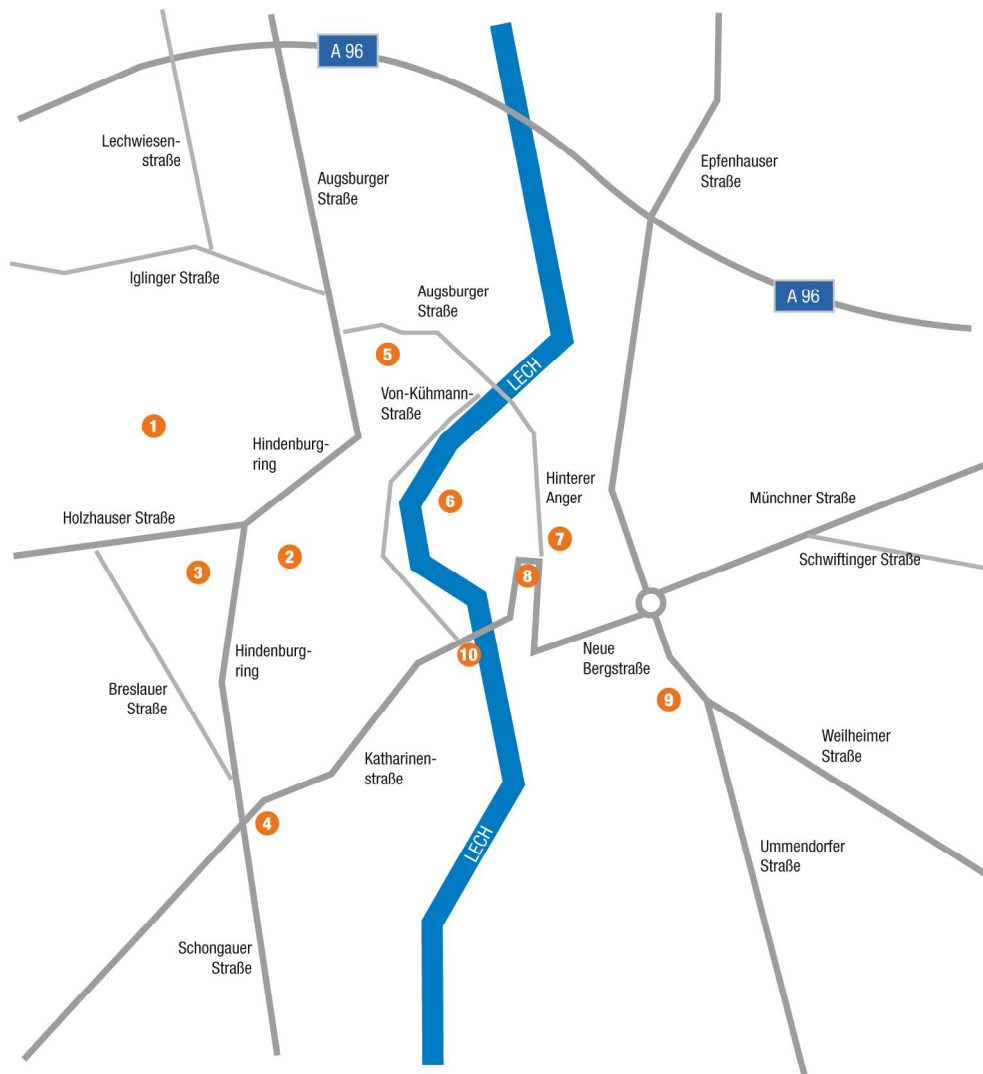 A 96
Lechwiesen-
straße
Epfenhauser
Straße
Augsburger
Straße
Iglinger Straße
Augsburger
Straße
A 96
5
LECH
Von-Kühmann-
Straße
1
Hindenburg-
ring
Hinterer
Anger
6
Münchner Straße
Holzhauser Straße
7
2
Schwiftinger Straße
3
8
Hindenburg-
ring
10
Neue
Bergstraße
Breslauer
Straße
9
Weilheimer
Straße
Katharinen-
straße
4
LECH
Ummendorfer
Straße
Schongauer
Straße